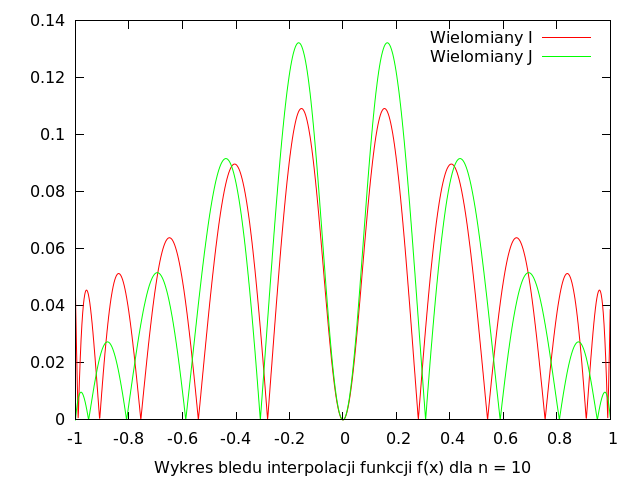 0.14
0.12
0.1
0.08
0.06
0.04
0.02
0
Wielomiany I
Wielomiany J
-1 -0.8 -0.6 -0.4 -0.2 0 0.2 0.4 0.6 0.8 1
Wykres bledu interpolacji funkcji f(x) dla n = 10